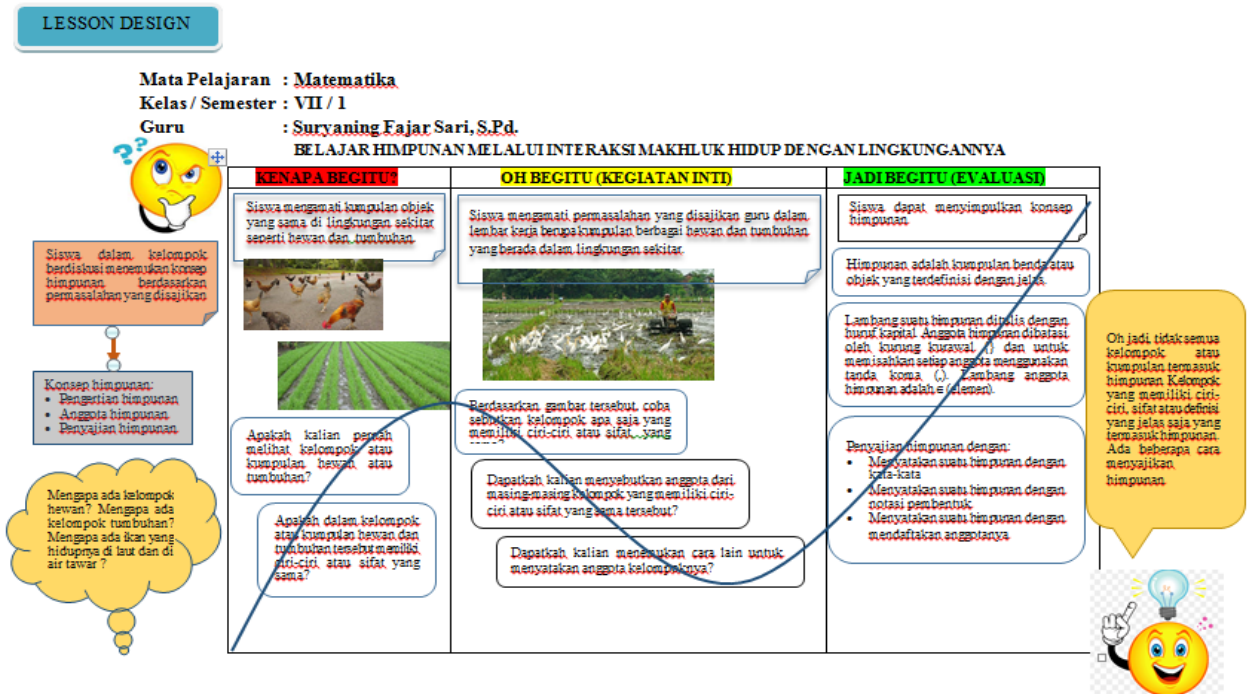 LESSON DESIGN
Mata Pelajaran : Matematika
Kelas / Semester : VII / 1
Guru : Suryaning Fajar Sari, S.Pd.
BELAJAR HIMPUNAN MELALUI INTERAKSI MAKHLUK HIDUP DENGAN LINGKUNGANNYA
??
Siswa dalam kelompok
berdiskusi menemukan konsep
himpunan berdasarkan
permasalahan yang disajikan
Konsep himpunan:
• Pengertian himpunan
• Anggota himpunan
• Penyajian himpunan
Mengapa ada kelompok
hewan? Mengapa ada
kelompok tumbuhan?
Mengapa ada ikan yang
hidupnya di laut dan di
air tawar ?
KENAPA BEGITU?
Siswa mengamati kumpulan objek
yang sama di lingkungan sekitar
seperti hewan dan tumbuhan.
Apakah kalian pernah
melihat kelompok atau
kumpulan hewan atau
tumbuhan?
Apakah dalam kelompok
atau kumpulan hewan dan
tumbuhan tersebut memiliki
ciri-ciri atau sifat yang
sama?
OH BEGITU (KEGIATAN INTI)
Siswa mengamati permasalahan yang disajikan guru dalam
lembar kerja berupa kumpulan berbagai hewan dan tumbuhan
yang berada dalam lingkungan sekitar.
Berdasarkan gambar tersebut, coba
sebutkan kelompok apa saja yang
memiliki ciri-ciri atau sifat yang
Dapatkah kalian menyebutkan anggota dari
masing-masing kelompok yang memiliki ciri-
ciri atau sifat yang sama tersebut?
Dapatkah kalian menemukan cara lain untuk
menyatakan anggota kelompoknya?
JADI BEGITU (EVALUASI)
Siswa dapat menyimpulkan konsep
himpunan.
Himpunan adalah kumpulan benda atau
objek yang terdefinisi dengan jelas.
Lambang suatu himpunan ditulis dengan
huruf kapital. Anggota himpunan dibatasi
oleh kurung kurawal {} dan untuk
memisahkan setiap anggota menggunakan
tanda koma (,). Lambang anggota
himpunan adalah e (elemen).
Penyajian himpunan dengan:
• Menyatakan suatu himpunan dengan
kata-kata
• Menyatakan suatu himpunan dengan
notasi pembentuk
• Menyatakan suatu himpunan dengan
mendaftakan anggotanya
Oh jadi, tidak semua
kelompok atau
kumpulan termasuk
himpunan. Kelompok
yang memiliki ciri-
ciri, sifat atau definisi
yang jelas saja yang
termasuk himpunan.
Ada beberapa cara
menyajikan
himpunan.